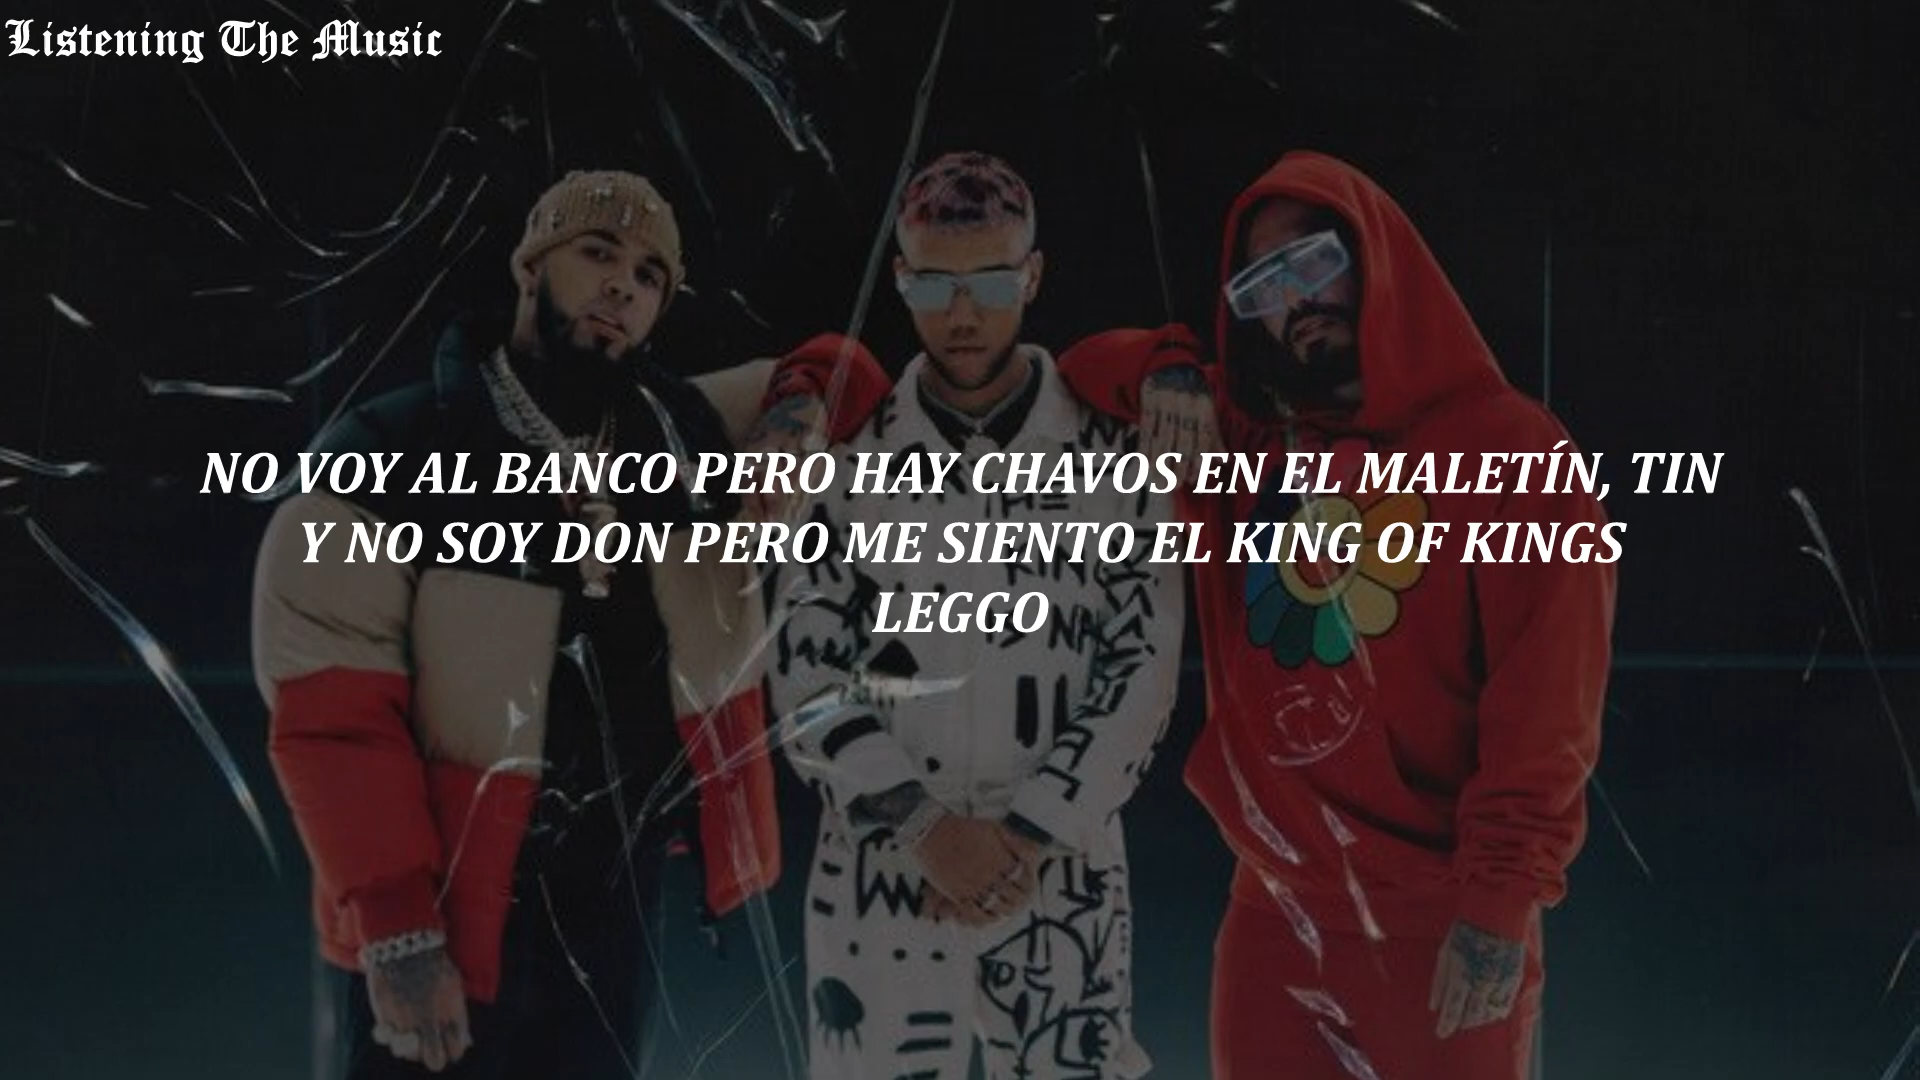 Listening The Music
NO VOY AL BANCO PERO HAY CHAVOS EN EL MALETÍN, TIN
Y NO SOY DON PERO ME SIENTO EL KING OF KINGS
LEGGO